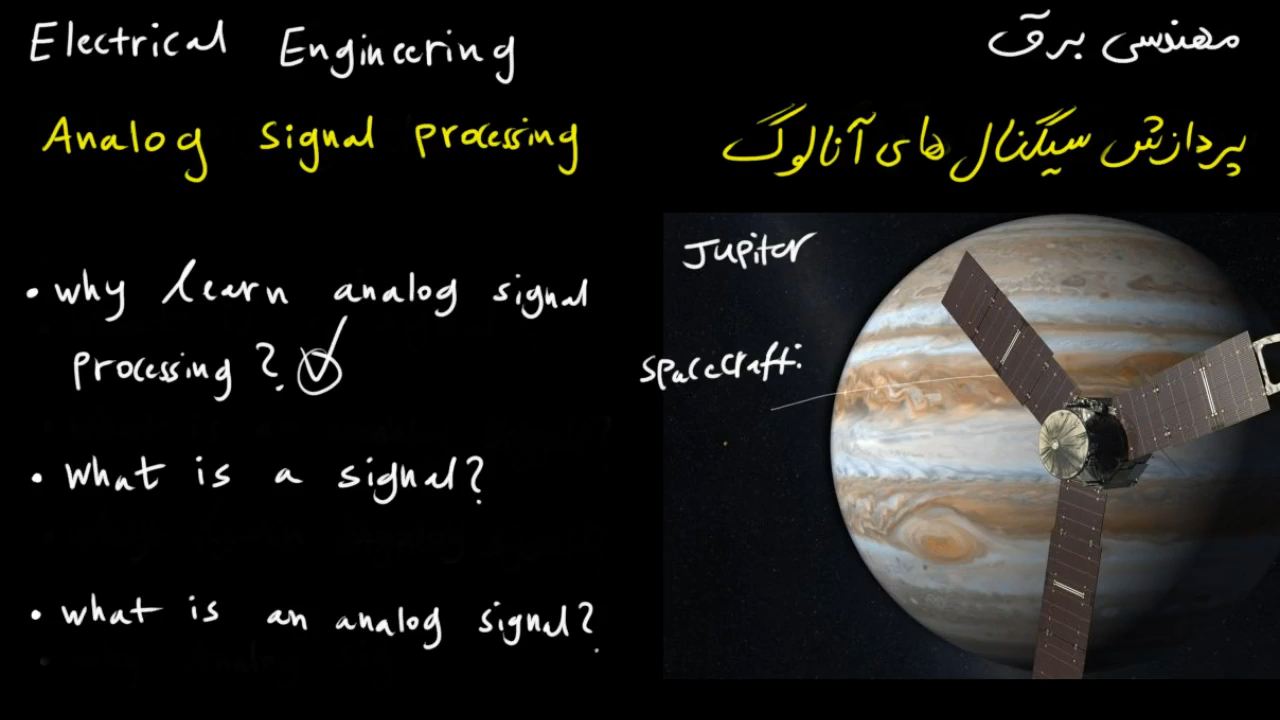 Electrical Engineering
مهندسی برق
Analog signal processing
پردازش سیگنال های آنالوگ
• why learn analog signal
processing?
• what is a signal?
• what is an analog signal?
Jupiter
spacecraft: